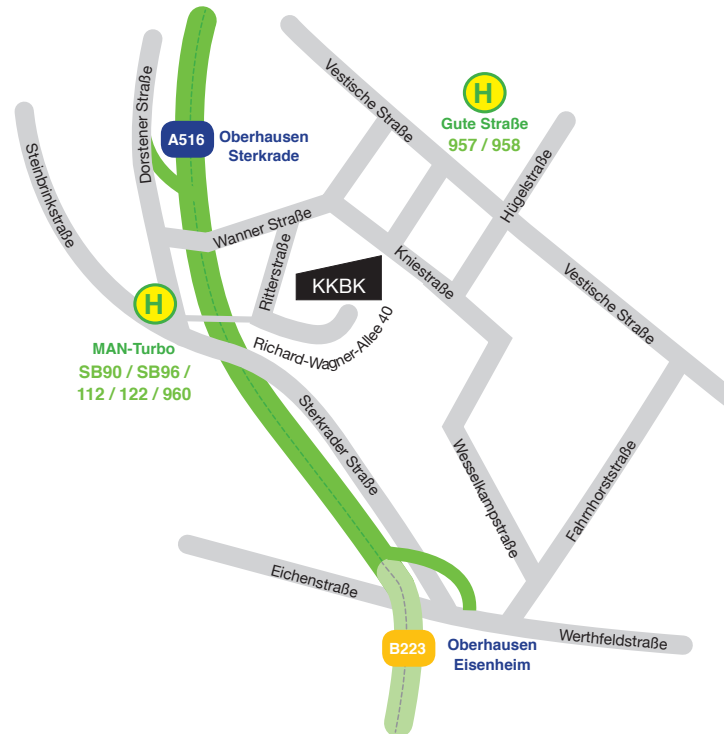 Vestische Straße
H
Gute Straße
957 / 958
Dorstener Straße
A516
Oberhausen
Sterkrade
Hügelstraße
Steinbrinkstraße
Wanner Straße
Ritterstraße
KKBK
Kniestraße
Vestische Straße
H
Richard-Wagner-Allee 40
MAN-Turbo
SB90 / SB96 /
112 / 122 / 960
Sterkrader Straße
Wesselkampstraße
Fahrnhorststraße
Eichenstraße
B223
Oberhausen
Eisenheim
Werthfeldstraße